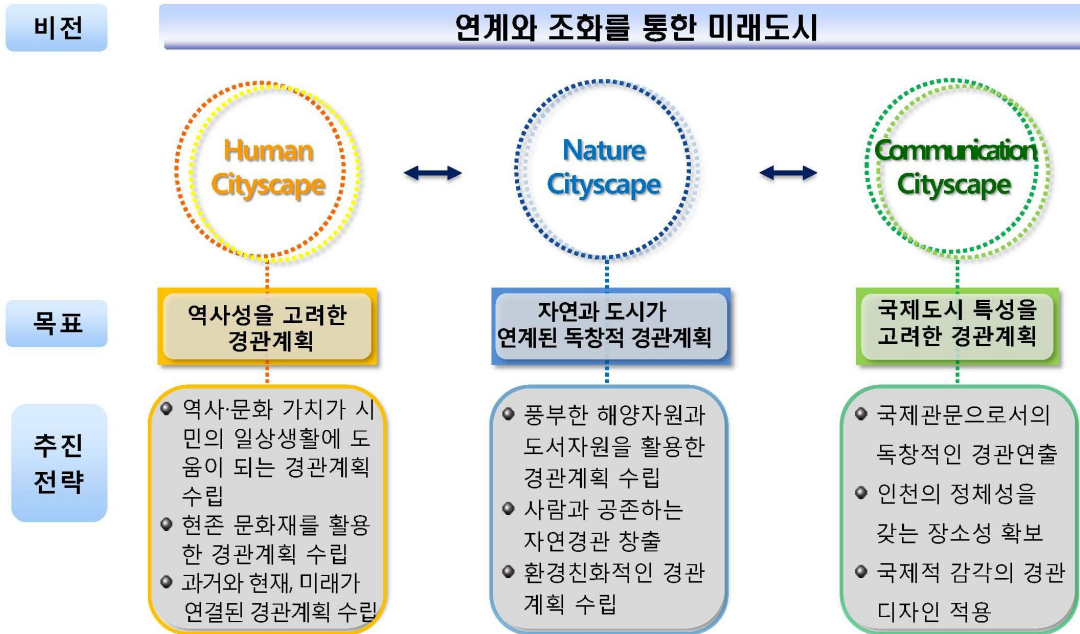 비전
연계와 조화를 통한 미래도시
Human
Cityscape
Nature
Cityscape
Communication
Cityscape
목표
역사성을 고려한
경관계획
자연과 도시가
연계된 독창적 경관계획
국제도시 특성을
고려한 경관계획
추진
전략
역사·문화 가치가 시
민의 일상생활에 도
움이 되는 경관계획
수립
현존 문화재를 활용
한 경관계획 수립
과거와 현재, 미래가
연결된 경관계획 수립
풍부한 해양자원과
도서자원을 활용한
경관계획 수립
사람과 공존하는
자연경관 창출
환경친화적인 경관
계획 수립
국제관문으로서의
독창적인 경관연출
인천의 정체성을
갖는 장소성 확보
국제적 감각의 경관
디자인 적용